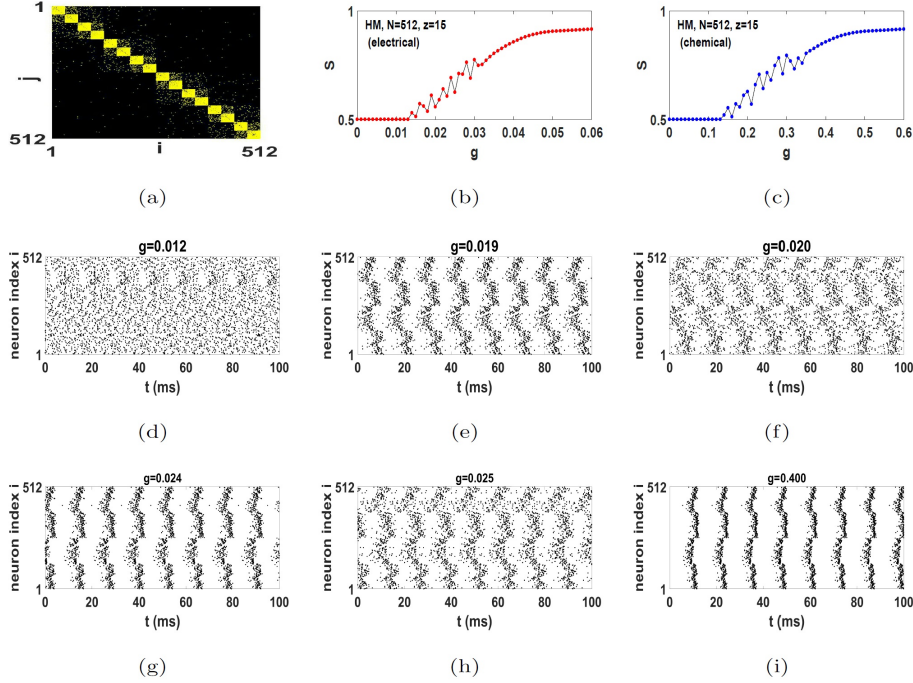 1
j
512
1
i
512
(a)
1
S
0.5
HM, N=512, z=15
(electrical)
0 0.01 0.02 0.03 0.04 0.05 0.06
g
(b)
1
S
0.5
HM, N=512, z=15
(chemical)
0 0.1 0.2 0.3 0.4 0.5 0.6
g
(c)
g=0.012
512
neuron index i
1
0 20 40 60 80 100
t (ms)
(d)
g=0.019
512
neuron index i
1
0 20 40 60 80 100
t (ms)
(e)
g=0.020
512
neuron index i
1
0 20 40 60 80 100
t (ms)
(f)
g=0.024
512
neuron index i
1
0 20 40 60 80 100
t (ms)
(g)
g=0.025
512
neuron index i
1
0 20 40 60 80 100
t (ms)
(h)
g=0.400
512
neuron index i
1
0 20 40 60 80 100
t (ms)
(i)